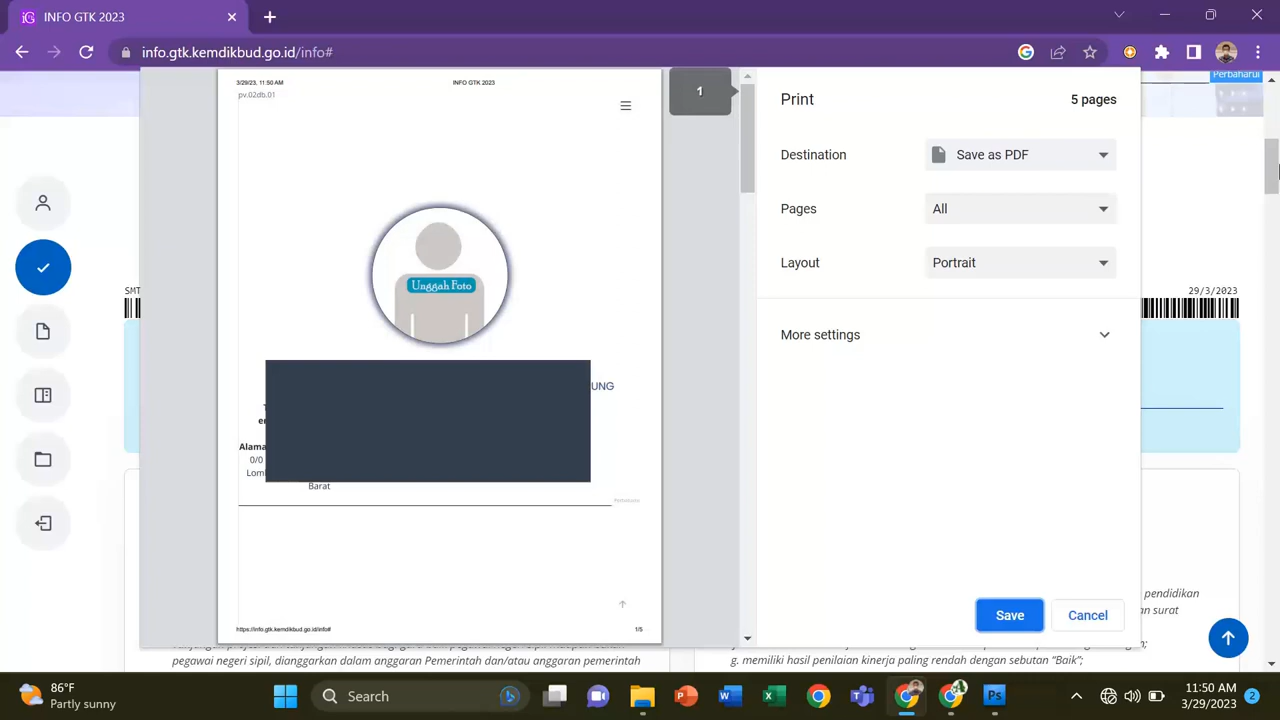 INFO GTK 2023
info.gtk.kemdikbud.go.id/info#
Perbaharui
3/29/23, 11:50 AM
INFO GTK 2023
pv.02db.01
1
Print
5 pages
Destination
Save as PDF
Pages
All
Layout
Portrait
More settings
SMT
29/3/2023
Unggah Foto
UNG
T
en
Alama
0/0
Lom
Barat
https://info.gtk.kemdikbud.go.id/info#
1/5
Save
Cancel
pendidikan
an surat
pegawai negeri sipil, dianggarkan dalam anggaran Pemerintah dan/atau anggaran pemerintah
g. memiliki hasil penilaian kinerja paling rendah dengan sebutan “Baik”;
86°F
Partly sunny
Search
11:50 AM
3/29/2023
2